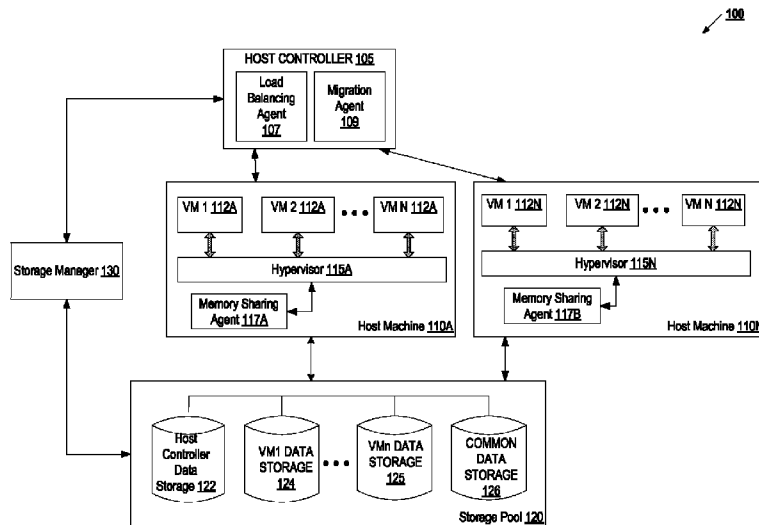 100
HOST CONTROLLER 105
Load
Balancing
Agent
107
Migration
Agent
109
VM 1 112A
VM 2 112A
VM N 112A
Hypervisor 115A
Memory Sharing
Agent 117A
Host Machine 110A
VM 1 112N
VM 2 112N
VM N 112N
Hypervisor 115N
Memory Sharing
Agent 117B
Host Machine 110N
Storage Manager 130
Host
Controller
Data
Storage 122
VM1 DATA
STORAGE
124
VMn DATA
STORAGE
125
COMMON
DATA
STORAGE
126
Storage Pool 120